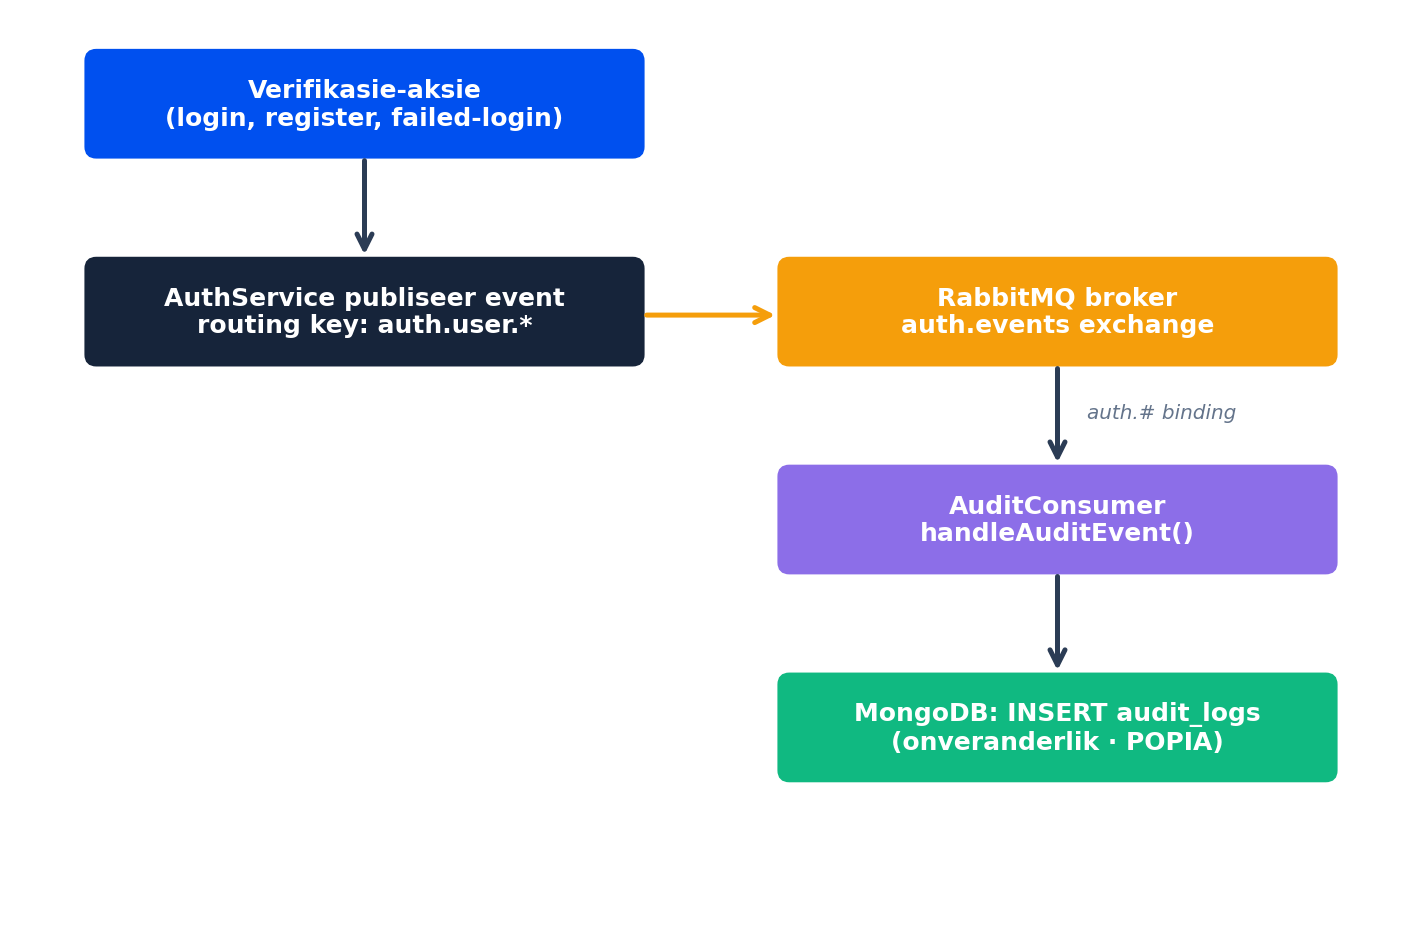 Verifikasie-aksie
(login, register, failed-login)
AuthService publiseer event
routing key: auth.user.*
RabbitMQ broker
auth.events exchange
auth.# binding
AuditConsumer
handleAuditEvent()
MongoDB: INSERT audit_logs
(onveranderlik · POPIA)